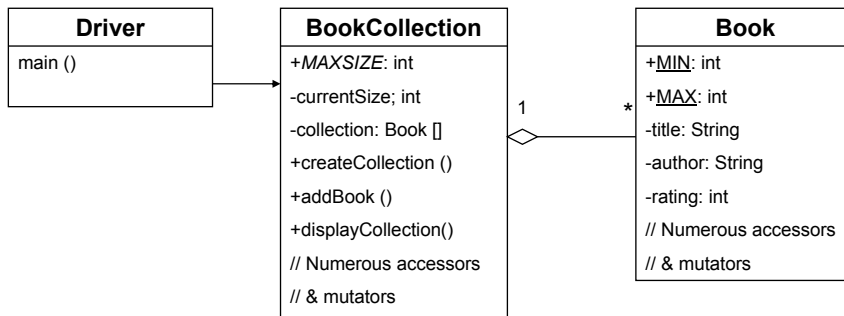 Driver
main ()
BookCollection
+MAXSIZE: int
-currentSize; int
-collection: Book []
+createCollection ()
+addBook ()
+displayCollection()
// Numerous accessors
// & mutators
1
*
Book
+MIN: int
+MAX: int
-title: String
-author: String
-rating: int
// Numerous accessors
// & mutators